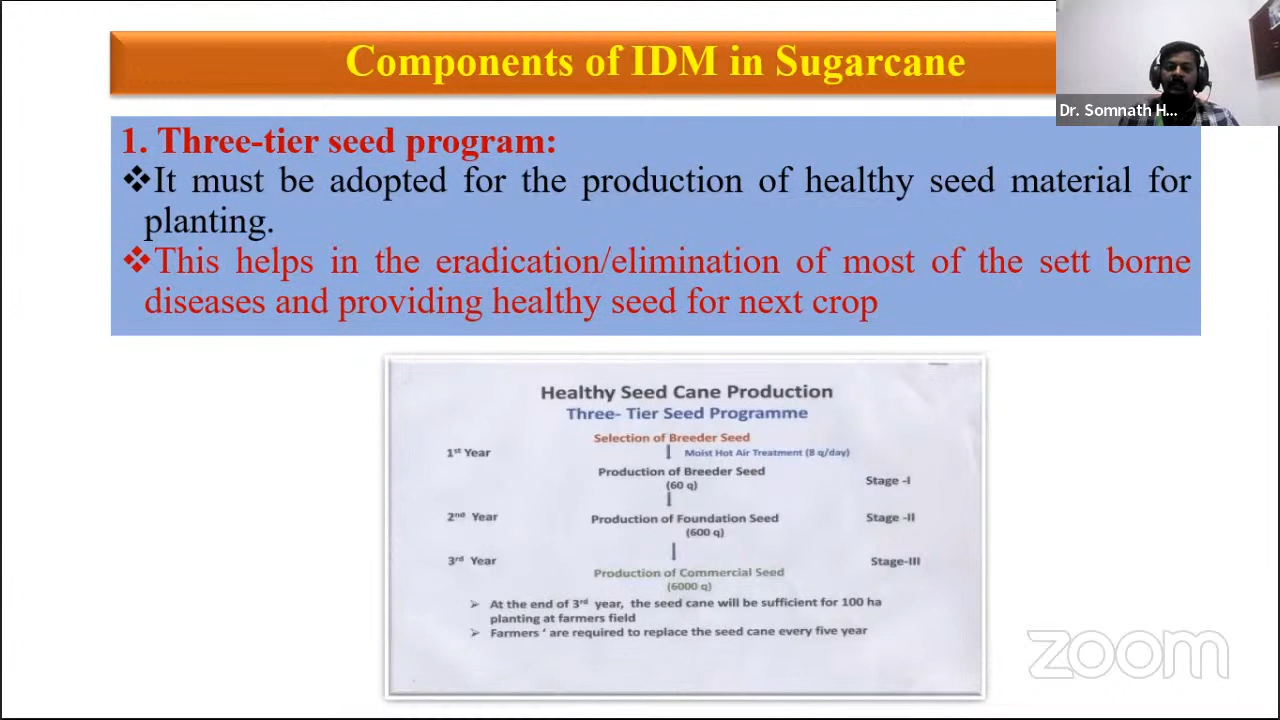 Components of IDM in Sugarcane
Dr. Somnath H...
1. Three-tier seed program:
❖It must be adopted for the production of healthy seed material for
planting.
❖This helps in the eradication/elimination of most of the sett borne
diseases and providing healthy seed for next crop
Healthy Seed Cane Production
Three- Tier Seed Programme
Selection of Breeder Seed
1st Year
Moist Hot Air Treatment (8 q/day)
Production of Breeder Seed
(60 q)
Stage -I
2nd Year
Production of Foundation Seed
Stage -II
(600 q)
3rd Year
Stage-III
Production of Commercial Seed
(6000 q)
➢ At the end of 3rd year, the seed cane will be sufficient for 100 ha
planting at farmers field
➢ Farmers ‘ are required to replace the seed cane every five year
zoom